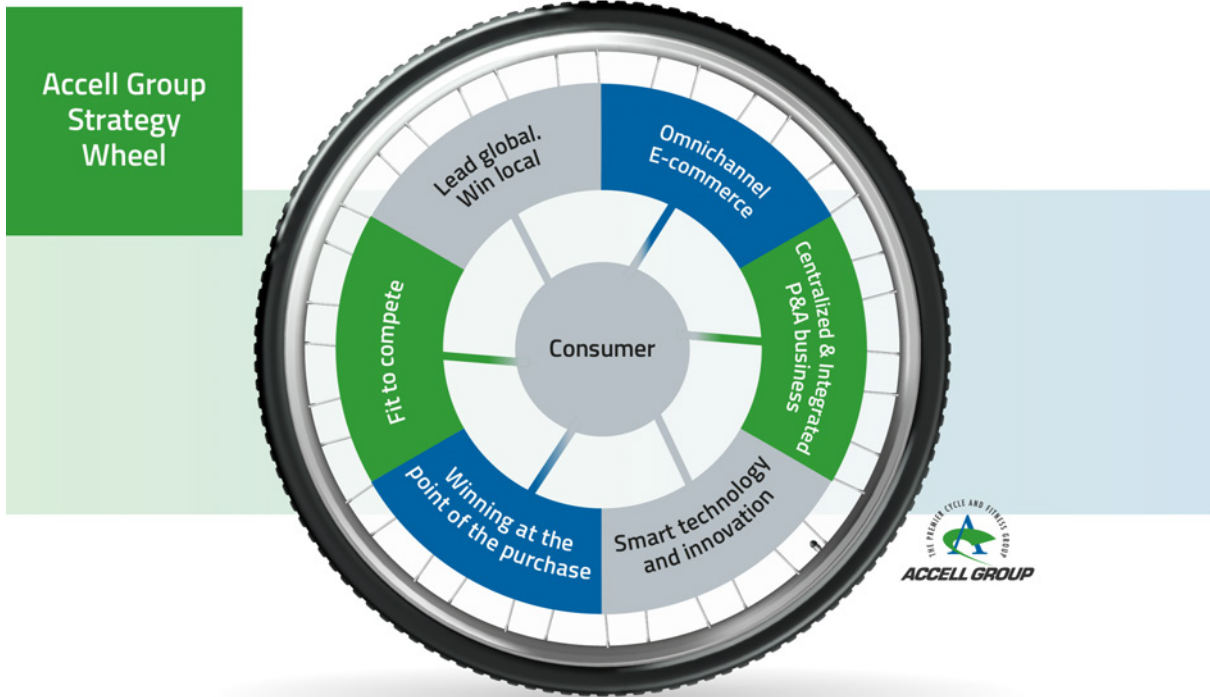 Accell Group
Strategy
Wheel
Lead global.
Win local
Omnichannel
E-commerce
Centralized & Integrated
P&A business
Smart technology
and innovation
Winning at the
point of the purchase
Fit to compete
Consumer
THE PREMIER CYCLE AND FITNESS GROUP
ACCELL GROUP